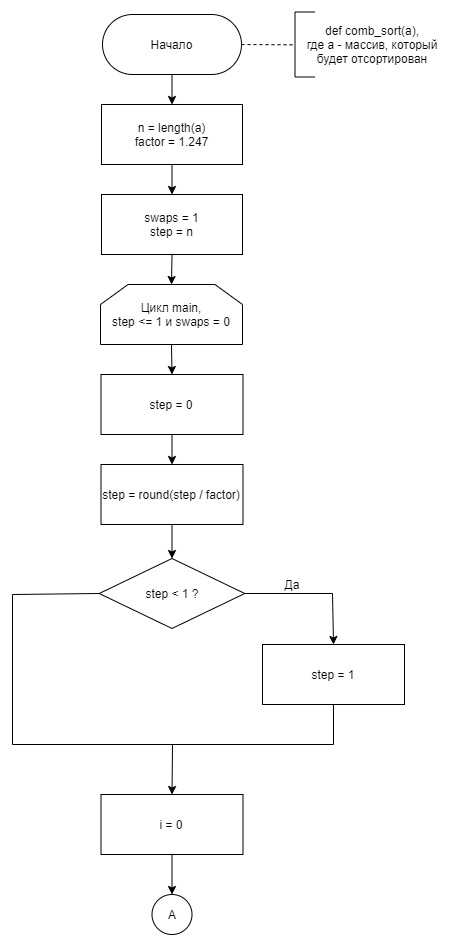 Начало
def comb_sort(a),
где а - массив, который
будет отсортирован
n = length(a)
factor = 1.247
swaps = 1
step = n
Цикл main,
step <= 1 и swaps = 0
step = 0
step = round(step / factor)
step < 1 ?
Да
step = 1
i = 0
A